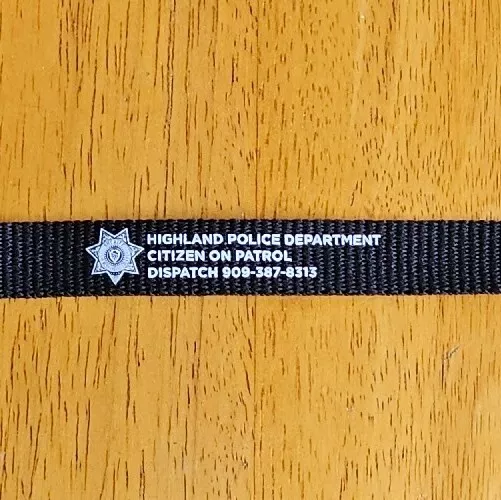 HIGHLAND POLICE DEPARTMENT
CITIZEN ON PATROL
DISPATCH 909-387-8313